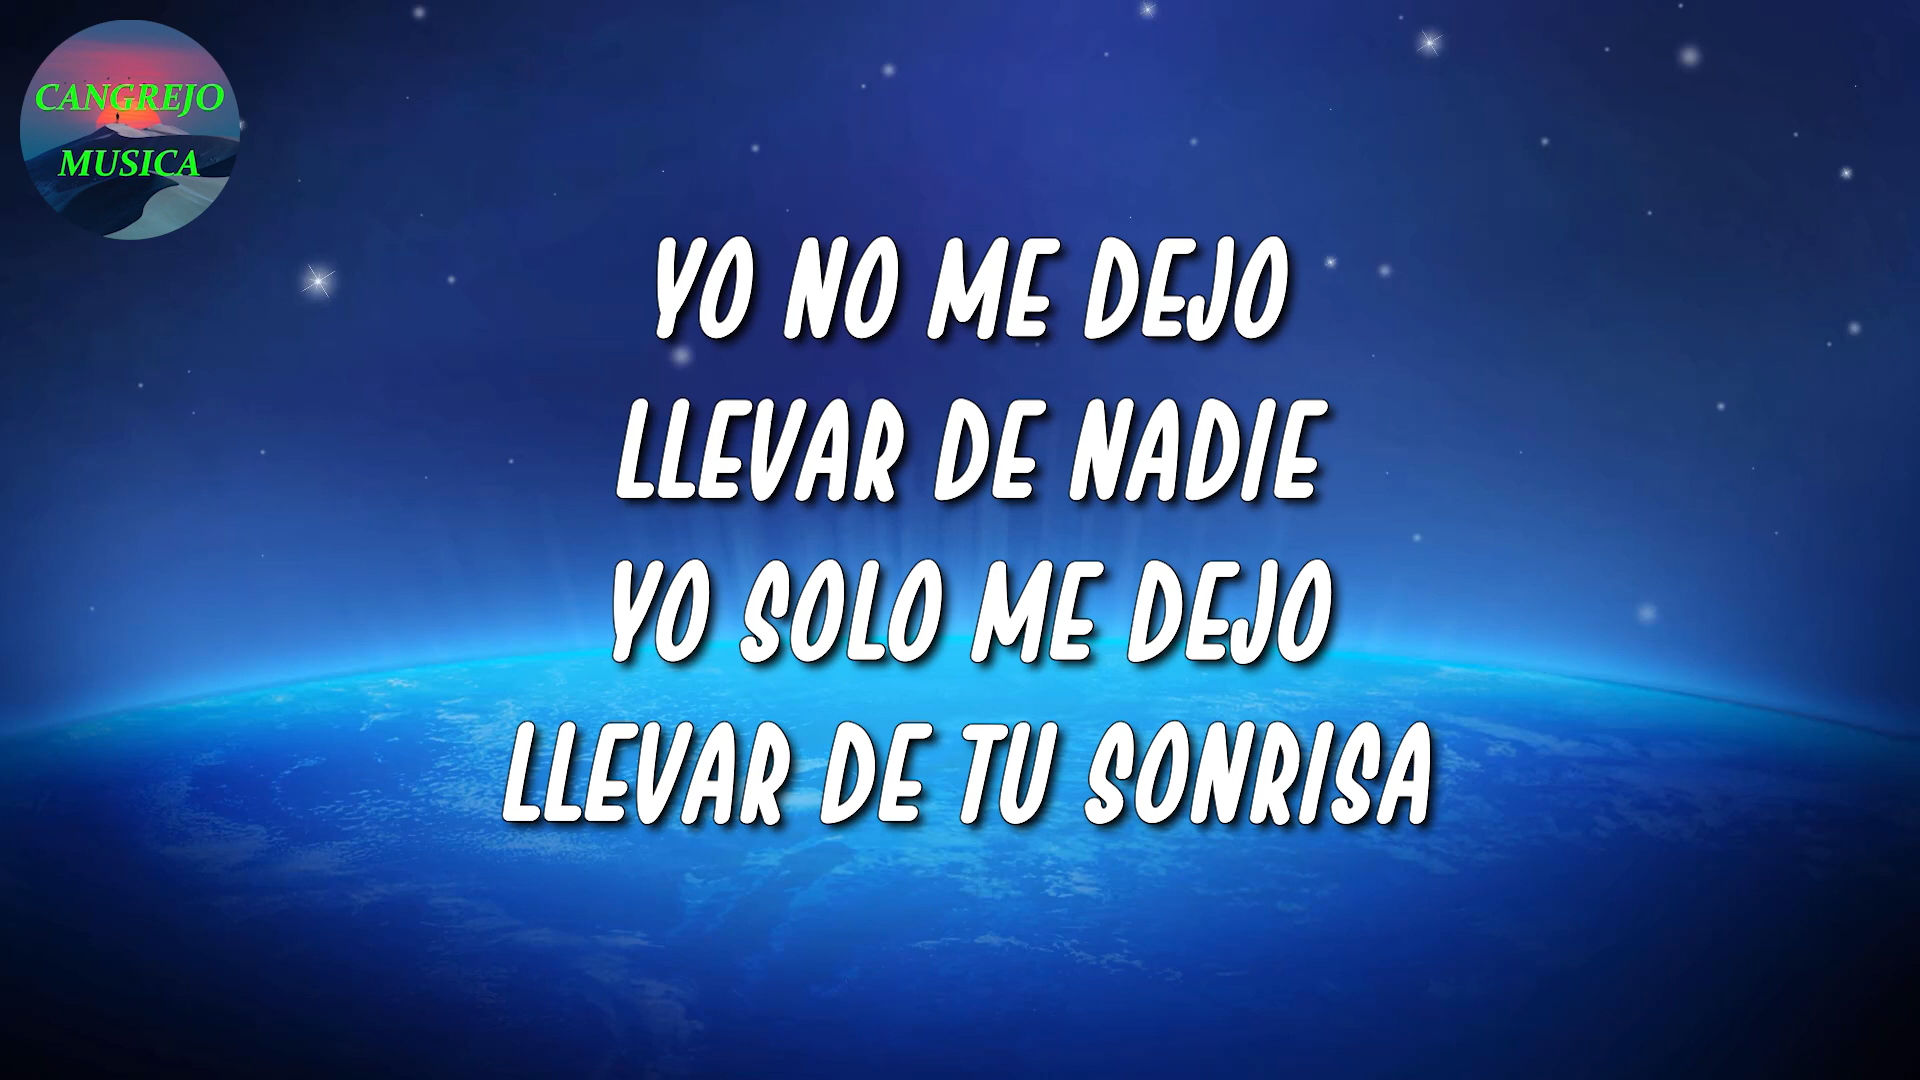 CANGREJO
MUSICA
YO NO ME DEJO
LLEVAR DE NADIE
YO SOLO ME DEJO
LLEVAR DE TU SONRISA